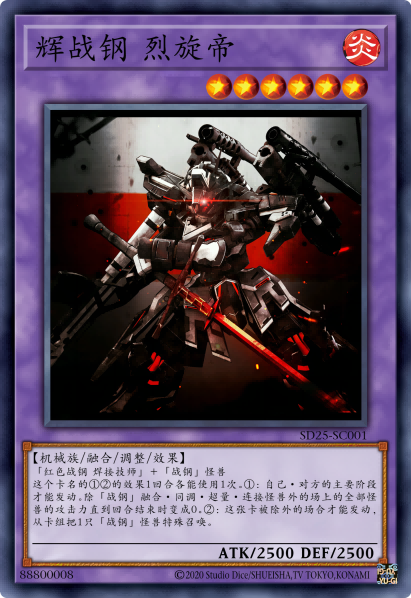 辉战钢 烈旋帝
炎
SD25-SC001
【机械族/融合/调整/效果】
「红色战钢 焊接技师」+「战钢」怪兽
这个卡名的①②的效果1回合各能使用1次。①：自己·对方的主要阶段
才能发动。除「战钢」融合·同调·超量·连接怪兽外的场上的全部怪
兽的攻击力直到回合结束时变成0。②：这张卡被除外的场合才能发动，
从卡组把1只「战钢」怪兽特殊召唤。
ATK/2500 DEF/2500
88800008
©2020 Studio Dice/SHUEISHA,TV TOKYO,KONAMI